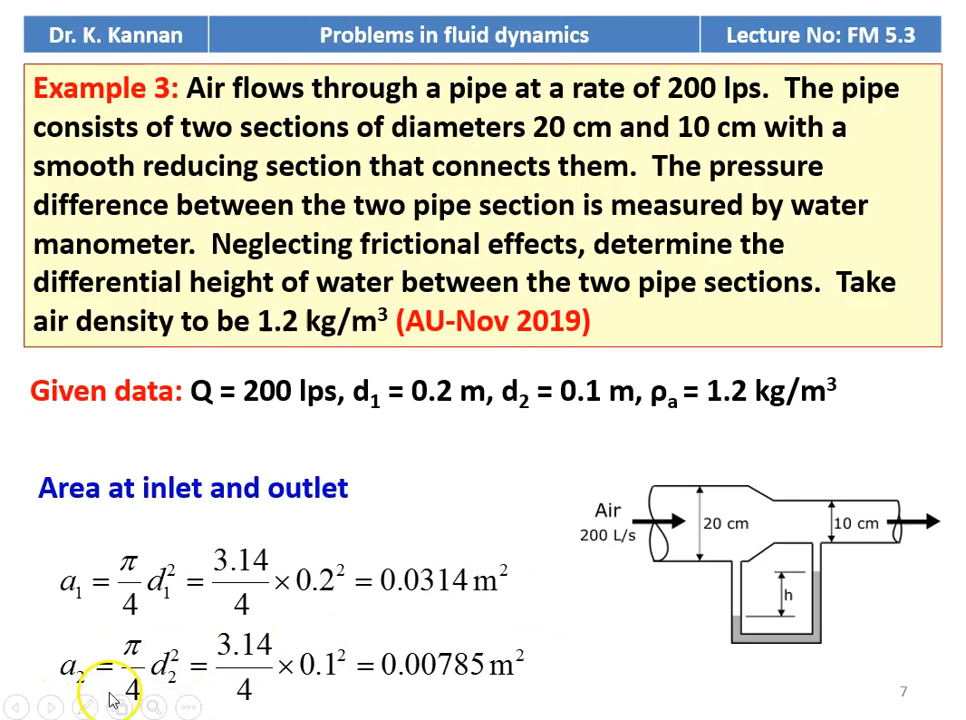 Dr. K. Kannan
Problems in fluid dynamics
Lecture No: FM 5.3
Example 3: Air flows through a pipe at a rate of 200 lps. The pipe
consists of two sections of diameters 20 cm and 10 cm with a
smooth reducing section that connects them. The pressure
difference between the two pipe section is measured by water
manometer. Neglecting frictional effects, determine the
differential height of water between the two pipe sections. Take
air density to be 1.2 kg/m³ (AU-Nov 2019)
Given data: Q = 200 lps, d₁ = 0.2 m, d₂ = 0.1 m, ρₐ = 1.2 kg/m³
Area at inlet and outlet
a₁ = π/4 d₁² = 3.14/4 × 0.2² = 0.0314 m²
a₂ = π/4 d₂² = 3.14/4 × 0.1² = 0.00785 m²
Air
200 L/s
20 cm
10 cm
h
7